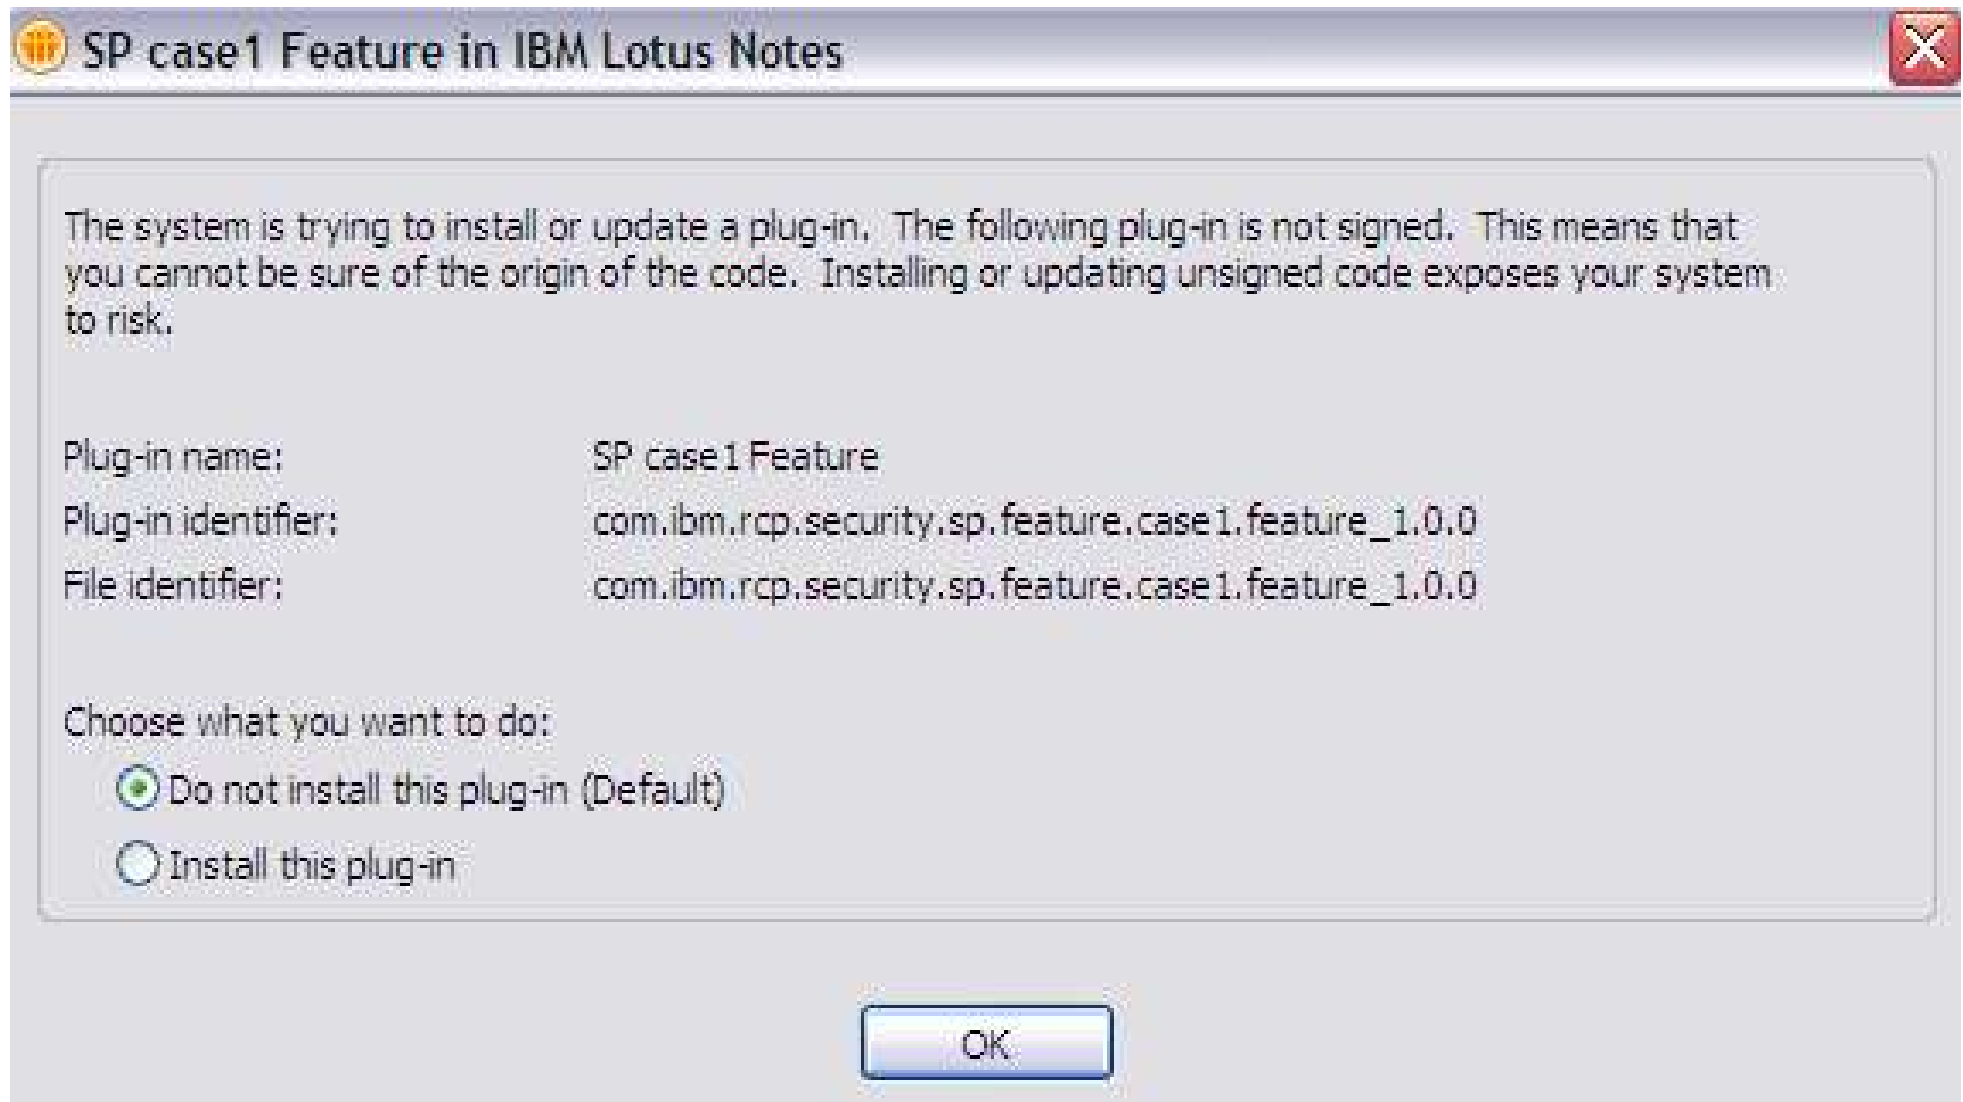 SP case1 Feature in IBM Lotus Notes
The system is trying to install or update a plug-in. The following plug-in is not signed. This means that
you cannot be sure of the origin of the code. Installing or updating unsigned code exposes your system
to risk.
Plug-in name: SP case1 Feature
Plug-in identifier: com.ibm.rcp.security.sp.feature.case1.feature_1.0.0
File identifier: com.ibm.rcp.security.sp.feature.case1.feature_1.0.0
Choose what you want to do:
Do not install this plug-in (Default)
Install this plug-in
OK